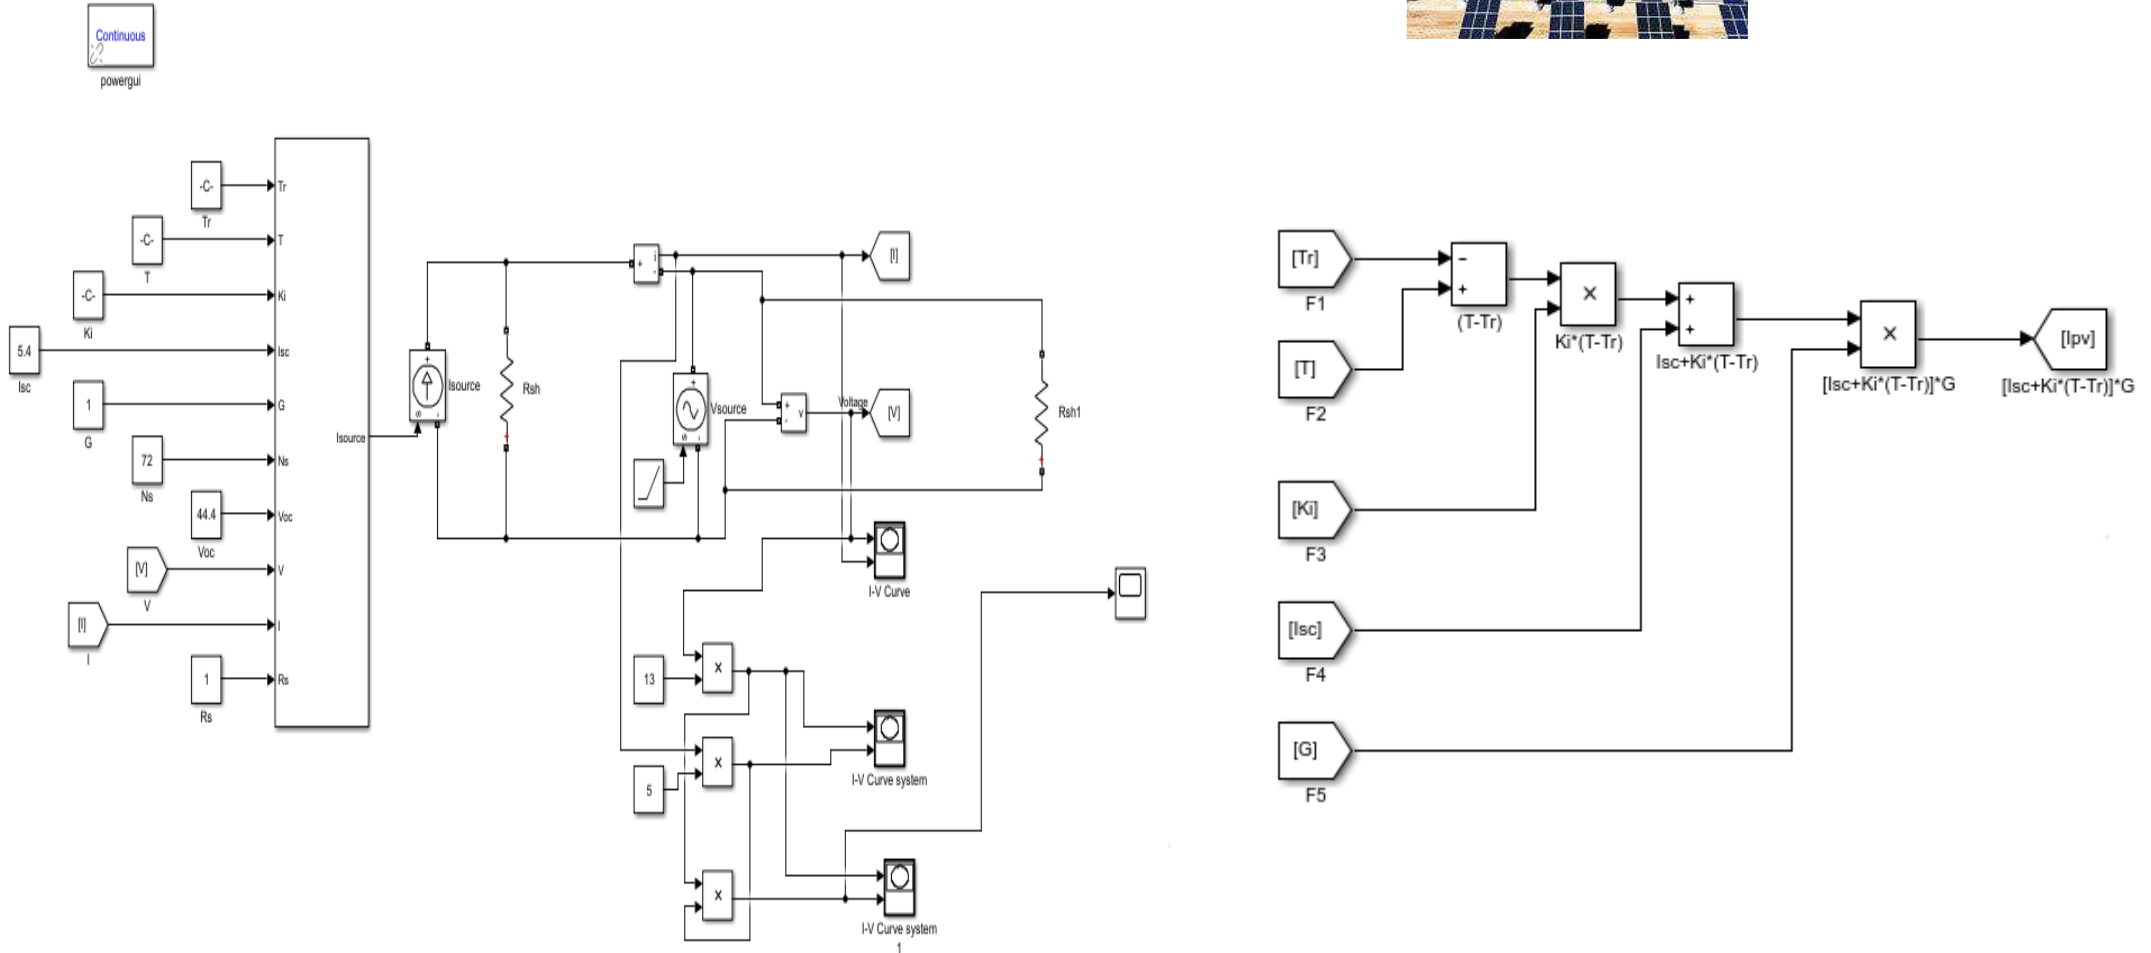 Continuous
powergui
-C-
Tr
Tr
-C-
T
T
-C-
Ki
Ki
5.4
Isc
Isc
1
G
G
72
Ns
Ns
44.4
Voc
Voc
[V]
V
V
[I]
I
I
1
Rs
Rs
Isource
Isource
+
s
-
Rsh
+
+
i
-
[I]
+
s
-
Vsource
+
-
v
Voltage
[V]
Rsh1
+
I-V Curve
13
×
I-V Curve system
5
×
×
I-V Curve system
1
[Tr]
F1
[T]
F2
[Ki]
F3
[Isc]
F4
[G]
F5
−
+
(T-Tr)
×
Ki*(T-Tr)
+
+
Isc+Ki*(T-Tr)
×
[Isc+Ki*(T-Tr)]*G
[Ipv]
[Isc+Ki*(T-Tr)]*G